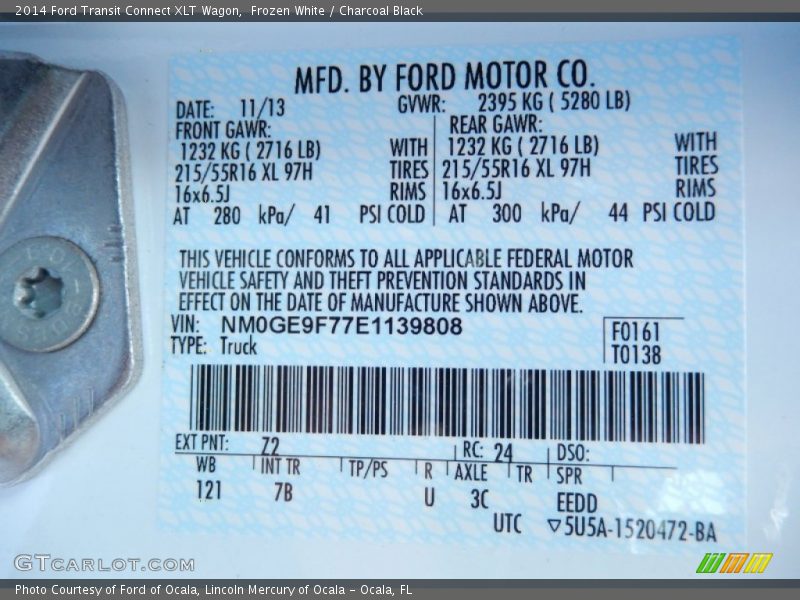 2014 Ford Transit Connect XLT Wagon,  Frozen White / Charcoal Black
MFD. BY FORD MOTOR CO.
DATE: 11/13 GVWR: 2395 KG ( 5280 LB)
FRONT GAWR: REAR GAWR:
1232 KG ( 2716 LB) WITH 1232 KG ( 2716 LB) WITH
215/55R16 XL 97H TIRES 215/55R16 XL 97H TIRES
16x6.5J RIMS 16x6.5J RIMS
AT 280 kPa/ 41 PSI COLD AT 300 kPa/ 44 PSI COLD
THIS VEHICLE CONFORMS TO ALL APPLICABLE FEDERAL MOTOR
VEHICLE SAFETY AND THEFT PREVENTION STANDARDS IN
EFFECT ON THE DATE OF MANUFACTURE SHOWN ABOVE.
VIN: NM0GE9F77E1139808 F0161
TYPE: Truck T0138
EXT PNT: Z2 RC: 24 DSO:
WB INT TR TP/PS R AXLE TR SPR
121 7B U 3C EEDD
UTC ▽5U5A-1520472-BA
GTCARLOT.COM
Photo Courtesy of Ford of Ocala, Lincoln Mercury of Ocala – Ocala, FL